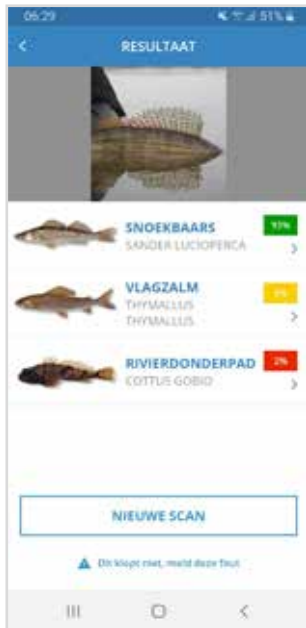 05:29 51%
RESULTAAT
SNOEKBAARS 93%
SANDER LUCIOPERCA
VLAGZALM
THYMALLUS
THYMALLUS
RIVIERDONDERPAD 2%
COTTUS GOBIO
NIEUWE SCAN
Dit klopt niet, meld deze fout